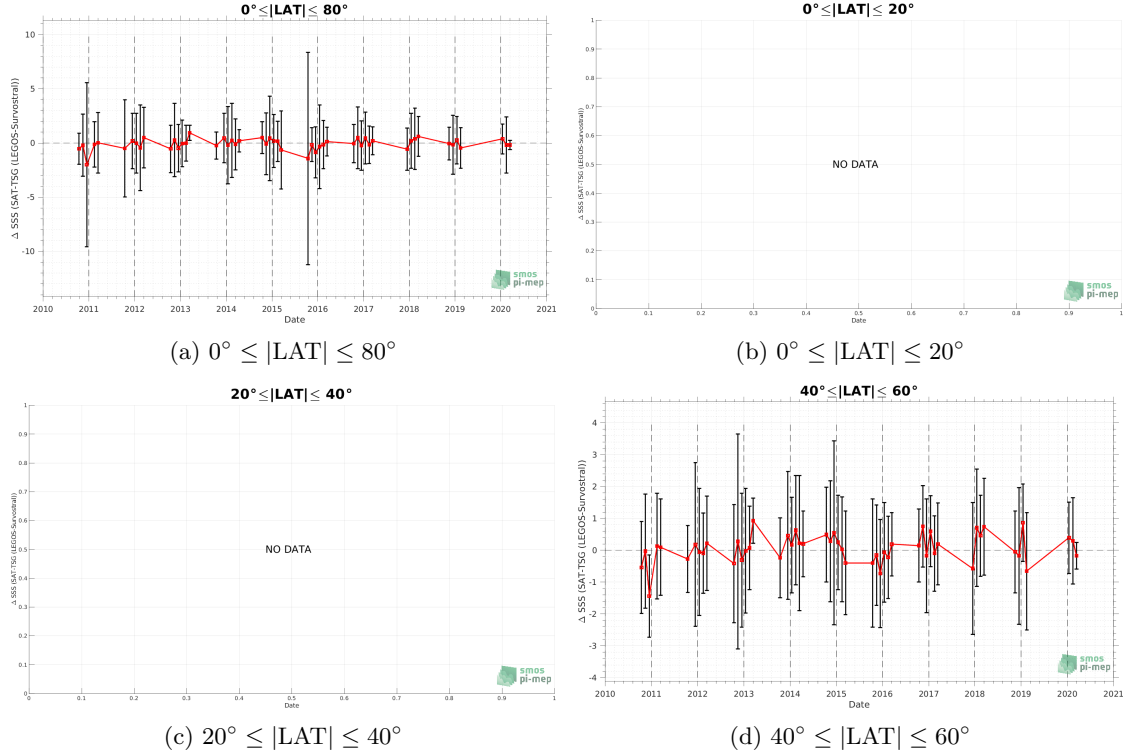 0°≤|LAT|≤ 80°
Δ SSS (SAT-TSG (LEGOS-Survostral))
10
5
0
-5
-10
2010 2011 2012 2013 2014 2015 2016 2017 2018 2019 2020 2021
Date
smos
pi-mep
(a) 0° ≤ |LAT| ≤ 80°
0°≤|LAT|≤ 20°
Δ SSS (SAT-TSG (LEGOS-Survostral))
1
0.9
0.8
0.7
0.6
0.5
0.4
0.3
0.2
0.1
0
NO DATA
0 0.1 0.2 0.3 0.4 0.5 0.6 0.7 0.8 0.9 1
Date
smos
pi-mep
(b) 0° ≤ |LAT| ≤ 20°
20°≤|LAT|≤ 40°
Δ SSS (SAT-TSG (LEGOS-Survostral))
1
0.9
0.8
0.7
0.6
0.5
0.4
0.3
0.2
0.1
0
NO DATA
0 0.1 0.2 0.3 0.4 0.5 0.6 0.7 0.8 0.9 1
Date
smos
pi-mep
(c) 20° ≤ |LAT| ≤ 40°
40°≤|LAT|≤ 60°
Δ SSS (SAT-TSG (LEGOS-Survostral))
4
3
2
1
0
-1
-2
-3
-4
2010 2011 2012 2013 2014 2015 2016 2017 2018 2019 2020 2021
Date
smos
pi-mep
(d) 40° ≤ |LAT| ≤ 60°